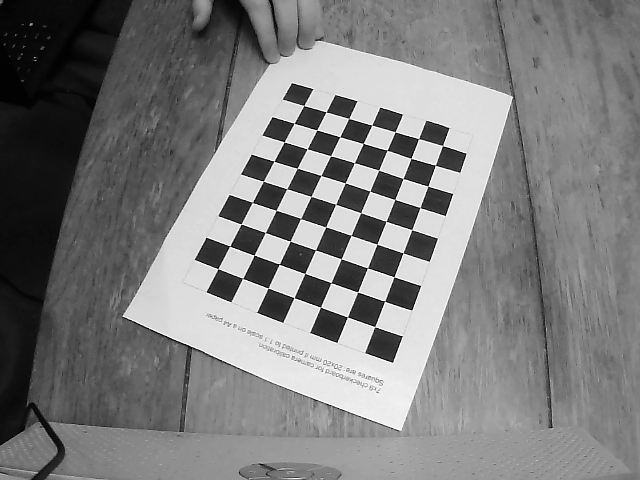 7x9 checkerboard for camera calibration.
Squares are: 20x20 mm if printed to 1:1 scale on a A4 paper